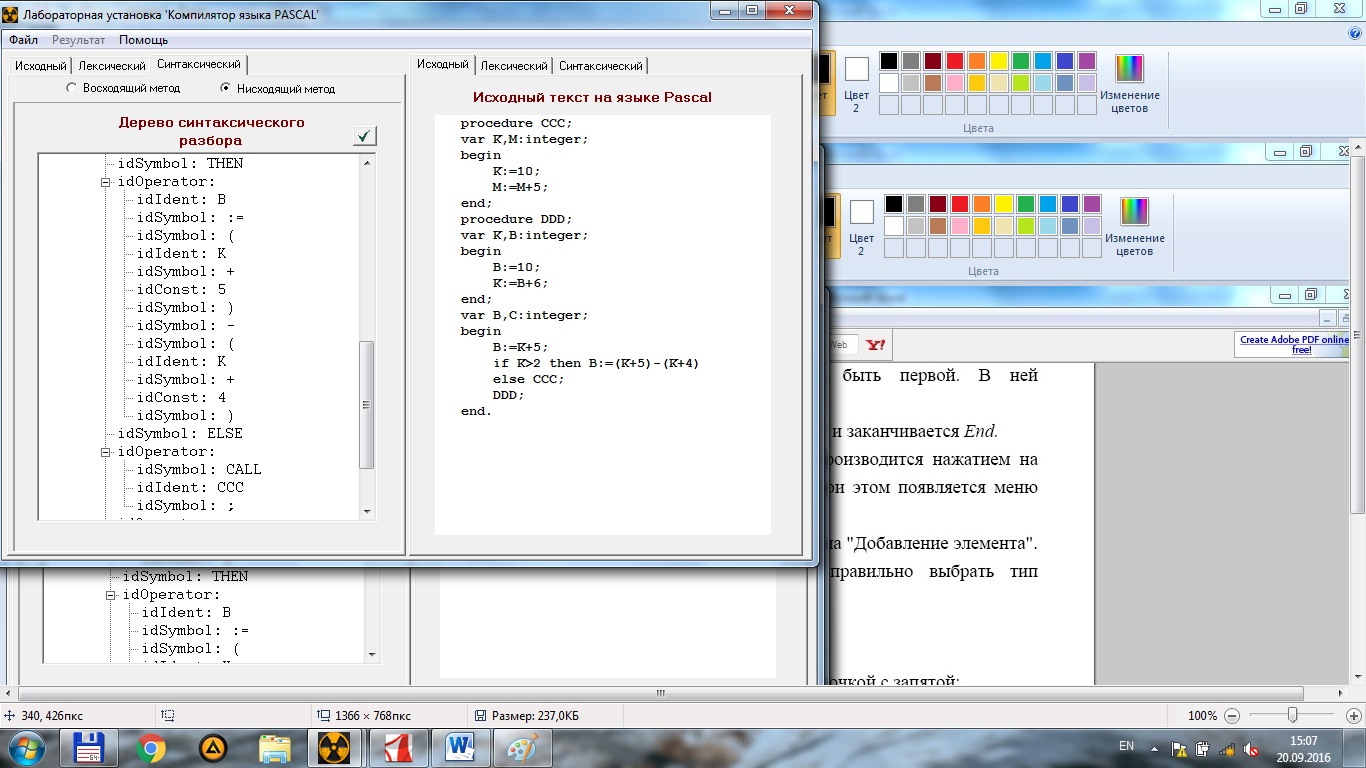 Лабораторная установка 'Компилятор языка PASCAL'
Файл Результат Помощь
Исходный Лексический Синтаксический
Восходящий метод Нисходящий метод
Дерево синтаксического
разбора
idSymbol: THEN
idOperator:
idIdent: B
idSymbol: :=
idSymbol: (
idIdent: K
idSymbol: +
idConst: 5
idSymbol: )
idSymbol: -
idSymbol: (
idIdent: K
idSymbol: +
idConst: 4
idSymbol: )
idSymbol: ELSE
idOperator:
idSymbol: CALL
idIdent: CCC
idSymbol: ;
Исходный Лексический Синтаксический
Исходный текст на языке Pascal
procedure CCC;
var K,M:integer;
begin
K:=10;
M:=M+5;
end;
procedure DDD;
var K,B:integer;
begin
B:=10;
K:=B+6;
end;
var B,C:integer;
begin
B:=K+5;
if K>2 then B:=(K+5)-(K+4)
else CCC;
DDD;
end.
Цвет
2
Изменение
цветов
Цвета
Цвет
2
Изменение
цветов
Цвета
Web Y!
Create Adobe PDF online
free!
быть первой. В ней
и заканчивается End.
нажатием на
этом появляется меню
"Добавление элемента".
правильно выбрать тип
с запятой:
idSymbol: THEN
idOperator:
idIdent: B
idSymbol: :=
idSymbol: (
340, 426пкс 1366 × 768пкс Размер: 237,0КБ 100%
64
EN 15:07
20.09.2016